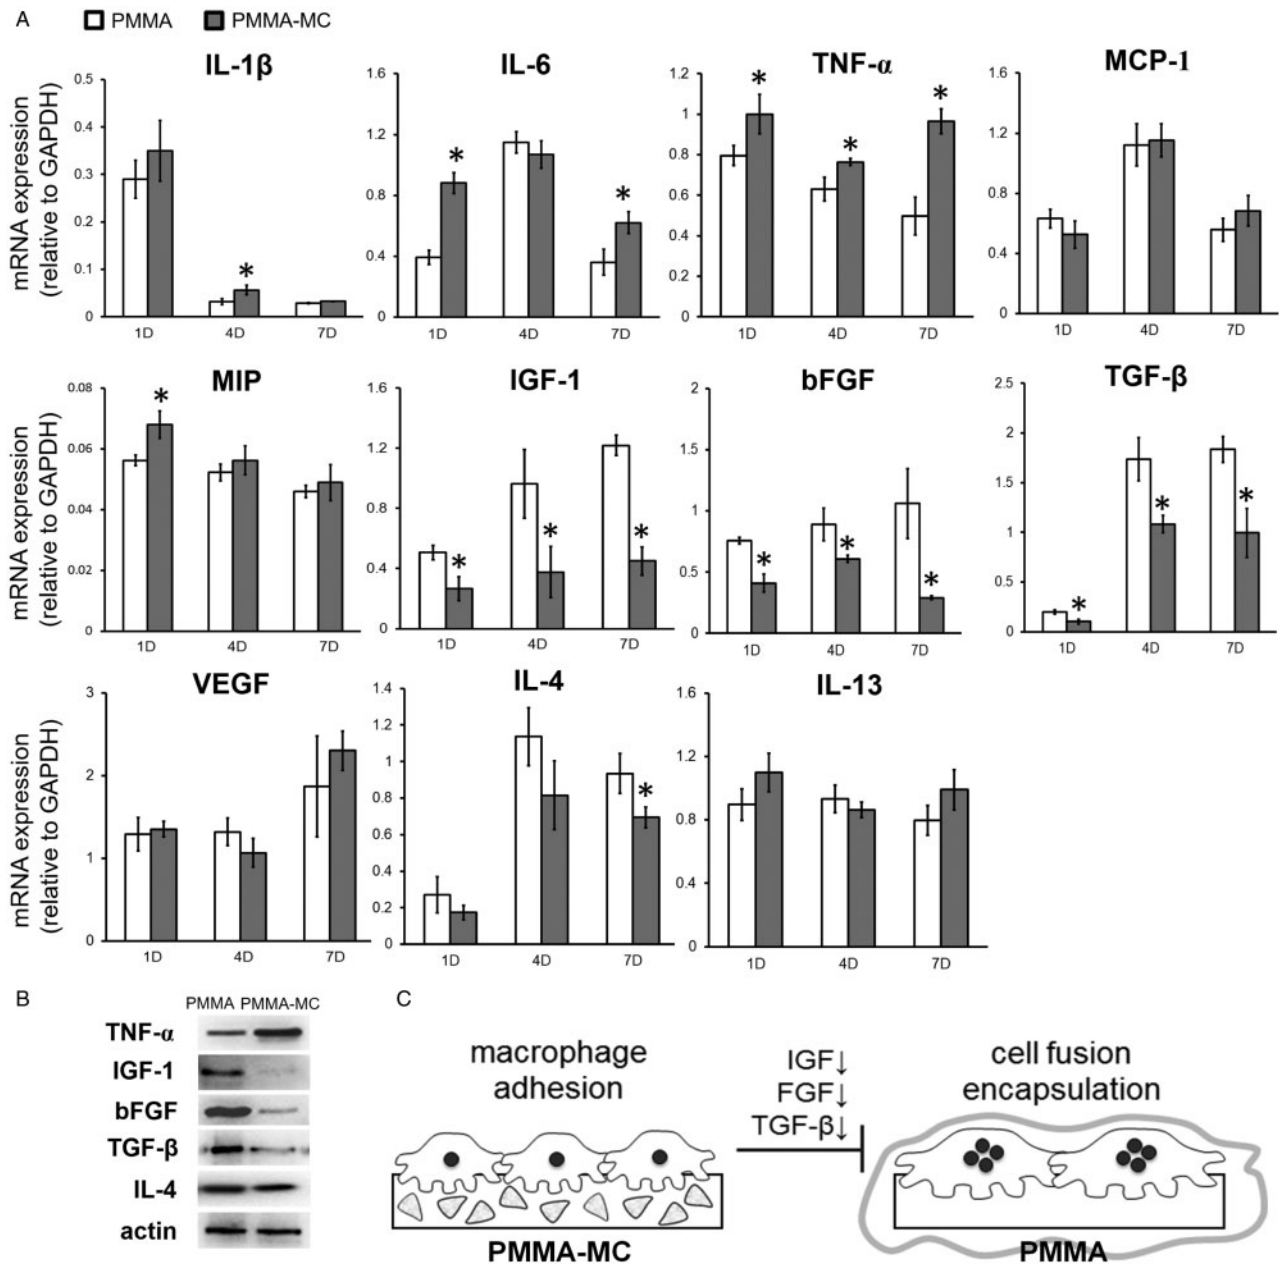 A
PMMA PMMA-MC
IL-1β
mRNA expression
(relative to GAPDH)
0.5
0.4
0.3
0.2
0.1
0
1D 4D 7D
IL-6
1.6
1.2
0.8
0.4
0
1D 4D 7D
*
*
*
TNF-α
1.2
1
0.8
0.6
0.4
0.2
0
1D 4D 7D
* * *
MCP-1
1.6
1.2
0.8
0.4
0
1D 4D 7D
MIP
mRNA expression
(relative to GAPDH)
0.08
0.06
0.04
0.02
0
1D 4D 7D
*
IGF-1
1.6
1.2
0.8
0.4
0
1D 4D 7D
* * *
bFGF
2
1.5
1
0.5
0
1D 4D 7D
* * *
TGF-β
2.5
2
1.5
1
0.5
0
1D 4D 7D
* * *
VEGF
mRNA expression
(relative to GAPDH)
3
2
1
0
1D 4D 7D
IL-4
1.4
1.2
1
0.8
0.6
0.4
0.2
0
1D 4D 7D
*
IL-13
1.6
1.2
0.8
0.4
0
1D 4D 7D
B
PMMA PMMA-MC
TNF-α
IGF-1
bFGF
TGF-β
IL-4
actin
C
macrophage
adhesion
PMMA-MC
IGF↓
FGF↓
TGF-β↓
cell fusion
encapsulation
PMMA